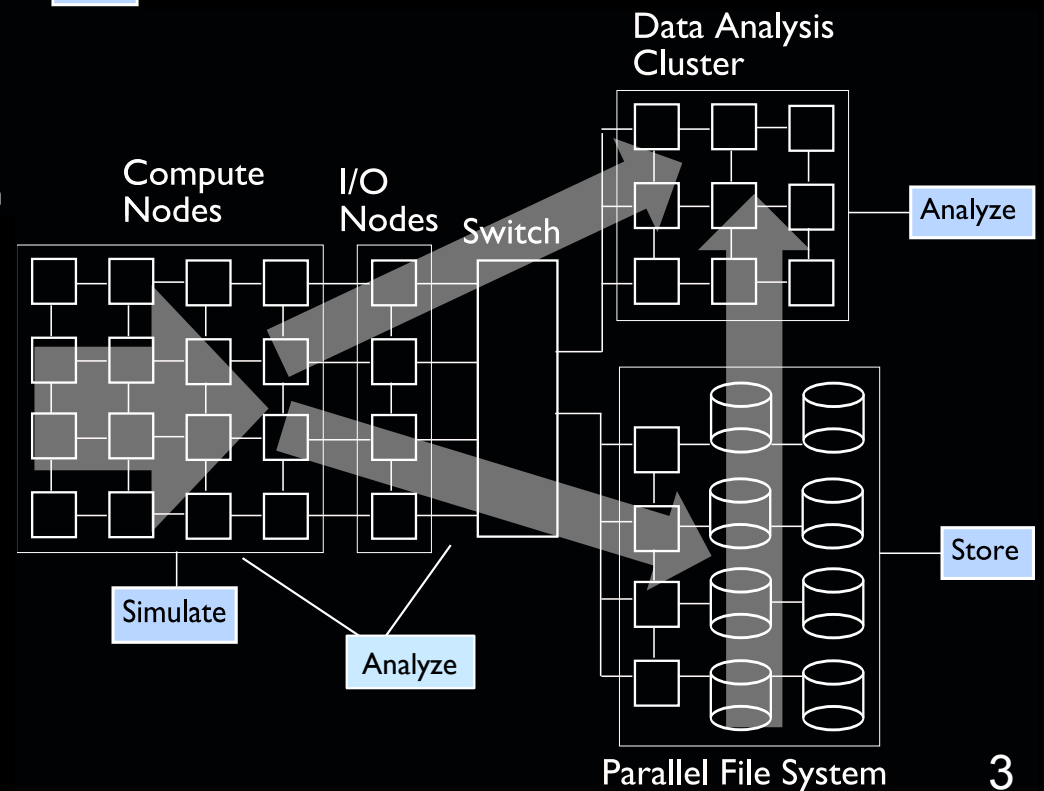 Data Analysis
Cluster
Compute
Nodes
I/O
Nodes
Switch
Analyze
Store
Simulate
Analyze
Parallel File System
3